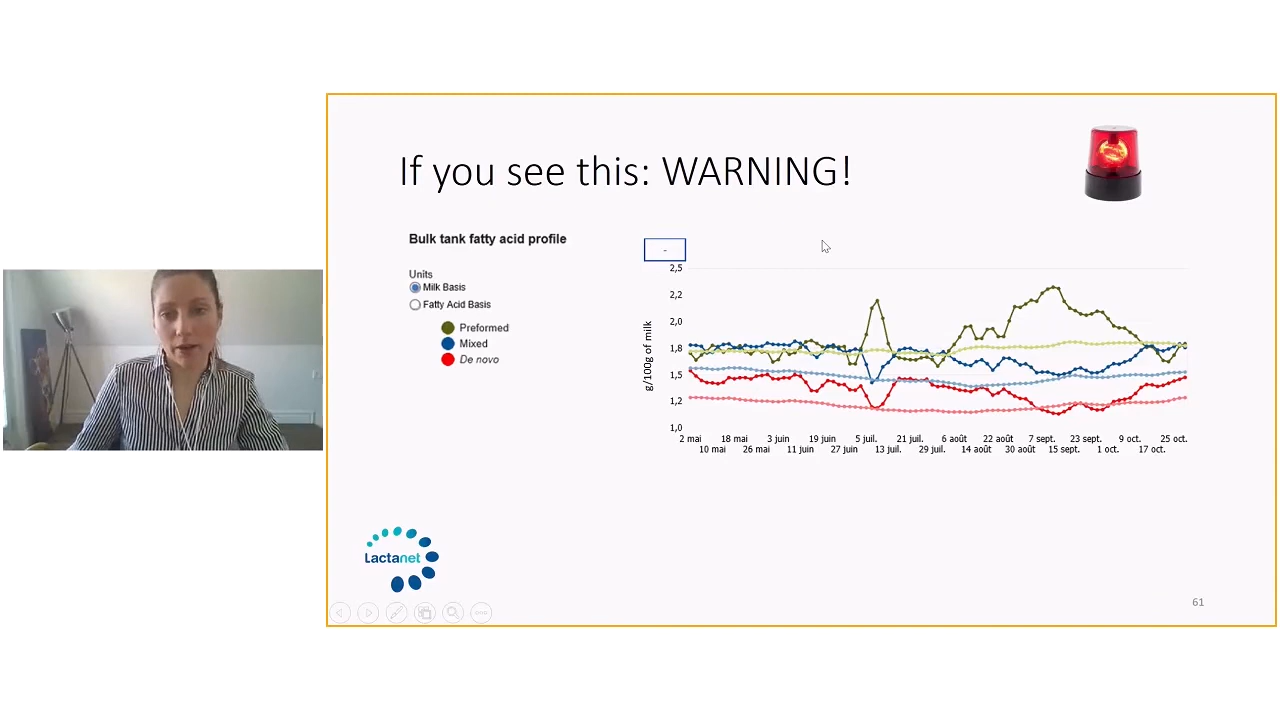 If you see this: WARNING!
Bulk tank fatty acid profile
Units
Milk Basis
Fatty Acid Basis
Preformed
Mixed
De novo
-
g/100g of milk
2,5
2,2
2,0
1,8
1,5
1,2
1,0
2 mai 18 mai 3 juin 19 juin 5 juil. 21 juil. 6 août 22 août 7 sept. 23 sept. 9 oct. 25 oct.
10 mai 26 mai 11 juin 27 juin 13 juil. 29 juil. 14 août 30 août 15 sept. 1 oct. 17 oct.
Lactanet
61